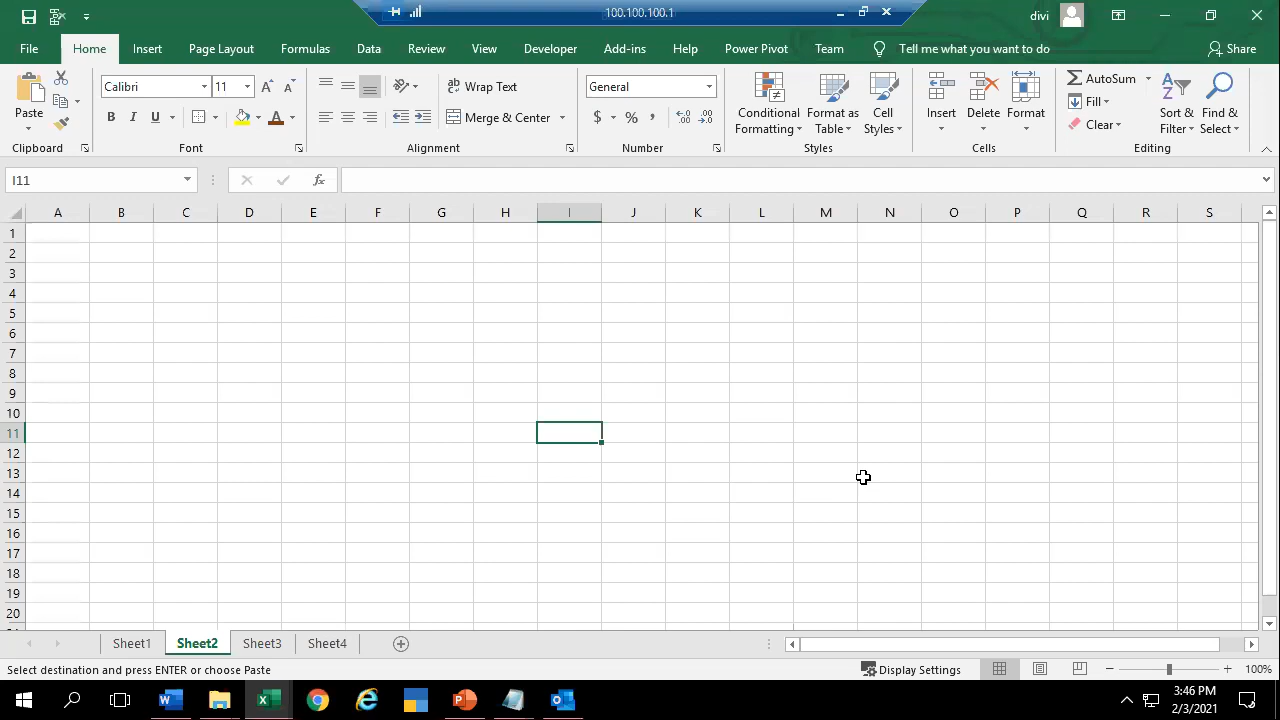 100.100.100.1
divi
File Home Insert Page Layout Formulas Data Review View Developer Add-ins Help Power Pivot Team Tell me what you want to do Share
Paste
Clipboard
Calibri 11
B I U
Font
Wrap Text
Merge & Center
Alignment
General
$ % ,
Number
Conditional Formatting
Format as Table
Cell Styles
Styles
Insert
Delete
Format
Cells
AutoSum
Fill
Clear
Sort & Filter
Find & Select
Editing
I11
fx
A B C D E F G H I J K L M N O P Q R S
1
2
3
4
5
6
7
8
9
10
11
12
13
14
15
16
17
18
19
20
Sheet1 Sheet2 Sheet3 Sheet4
Select destination and press ENTER or choose Paste
Display Settings
100%
3:46 PM
2/3/2021